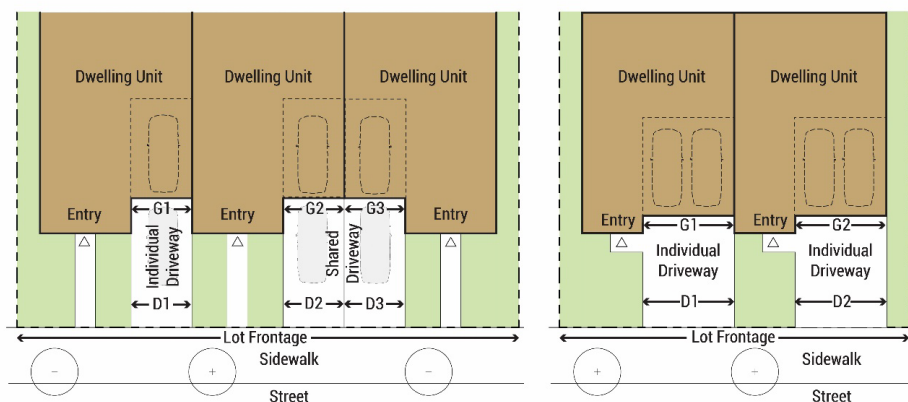 Dwelling Unit
Dwelling Unit
Dwelling Unit
Entry
G1
Entry
G2
G3
Entry
Individual
Driveway
Shared
Driveway
D1
D2
D3
Lot Frontage
Sidewalk
Street
Dwelling Unit
Dwelling Unit
Entry
G1
Entry
G2
Individual
Driveway
Individual
Driveway
D1
D2
Lot Frontage
Sidewalk
Street